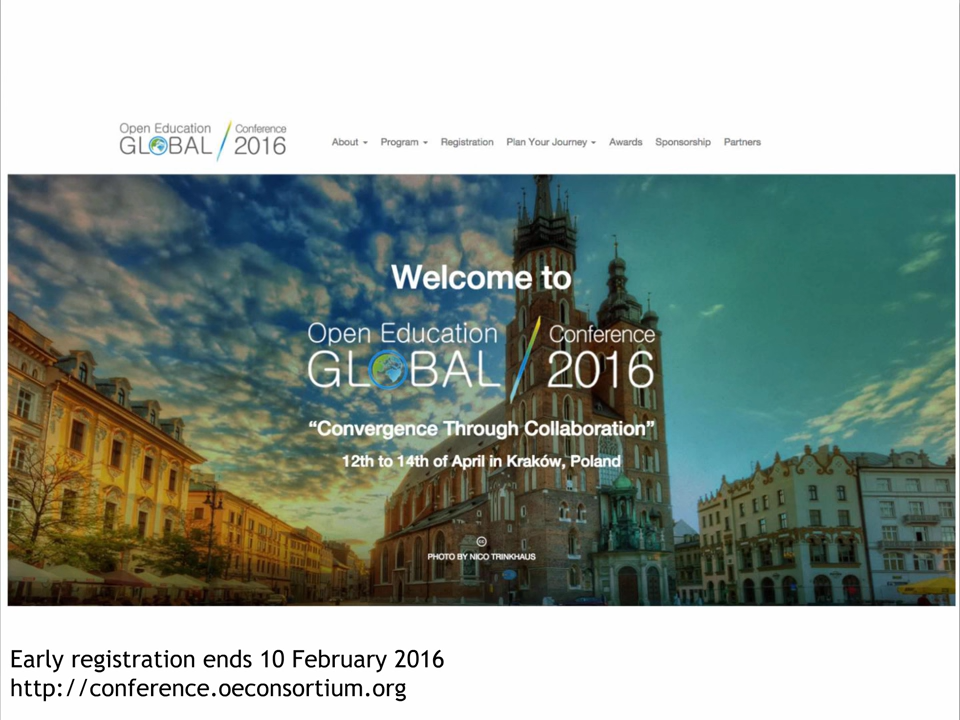 Open Education Conference
GLOBAL 2016
About Program Registration Plan Your Journey Awards Sponsorship Partners
Welcome to
Open Education Conference
GLOBAL 2016
“Convergence Through Collaboration”
12th to 14th of April in Kraków, Poland
cc
PHOTO BY NICO TRINKHAUS
Early registration ends 10 February 2016
http://conference.oeconsortium.org